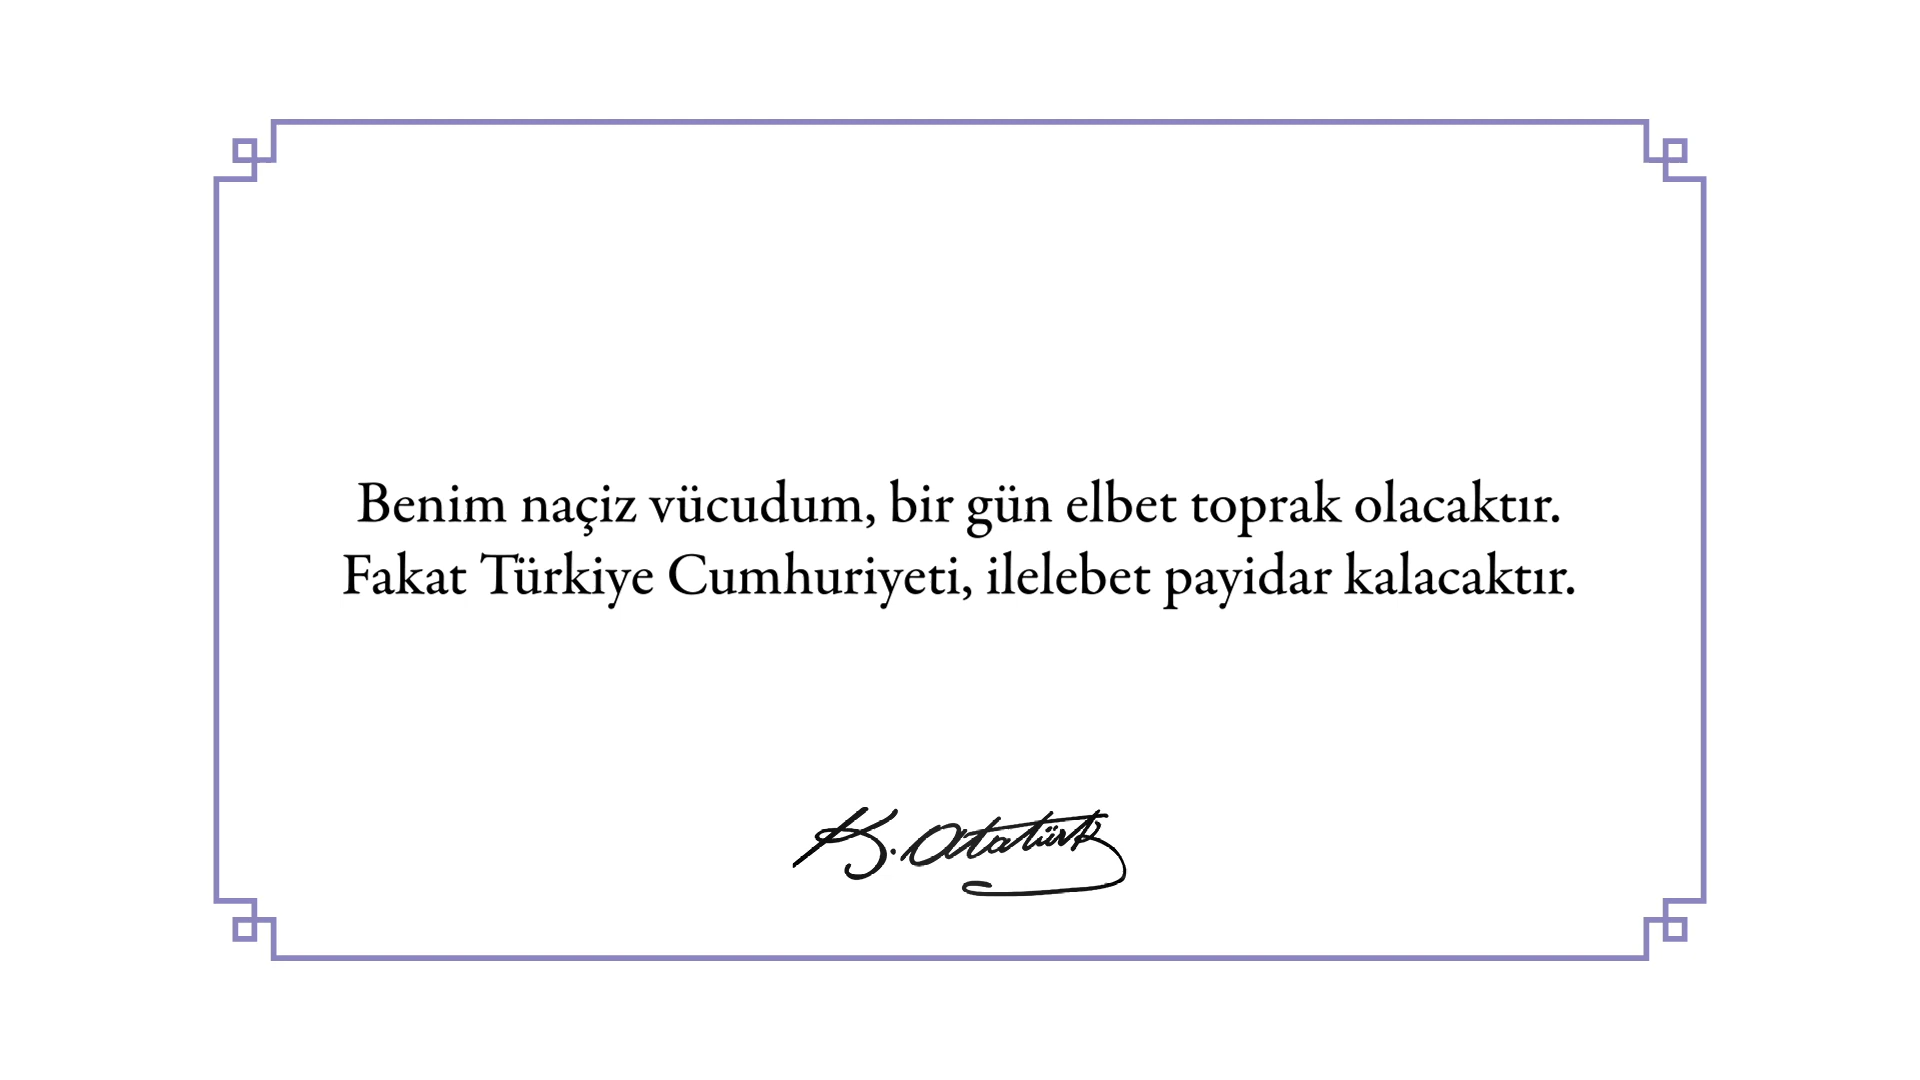 Benim naçiz vücudum, bir gün elbet toprak olacaktır.
Fakat Türkiye Cumhuriyeti, ilelebet payidar kalacaktır.
K. Atatürk